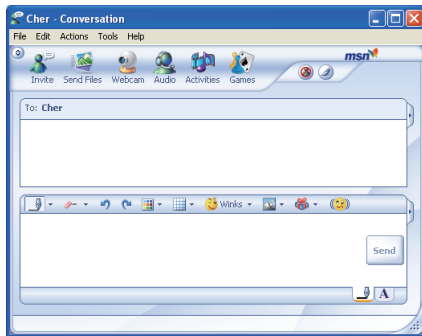 Cher - Conversation
File Edit Actions Tools Help
msn
Invite Send Files Webcam Audio Activities Games
To: Cher
Winks
Send
A